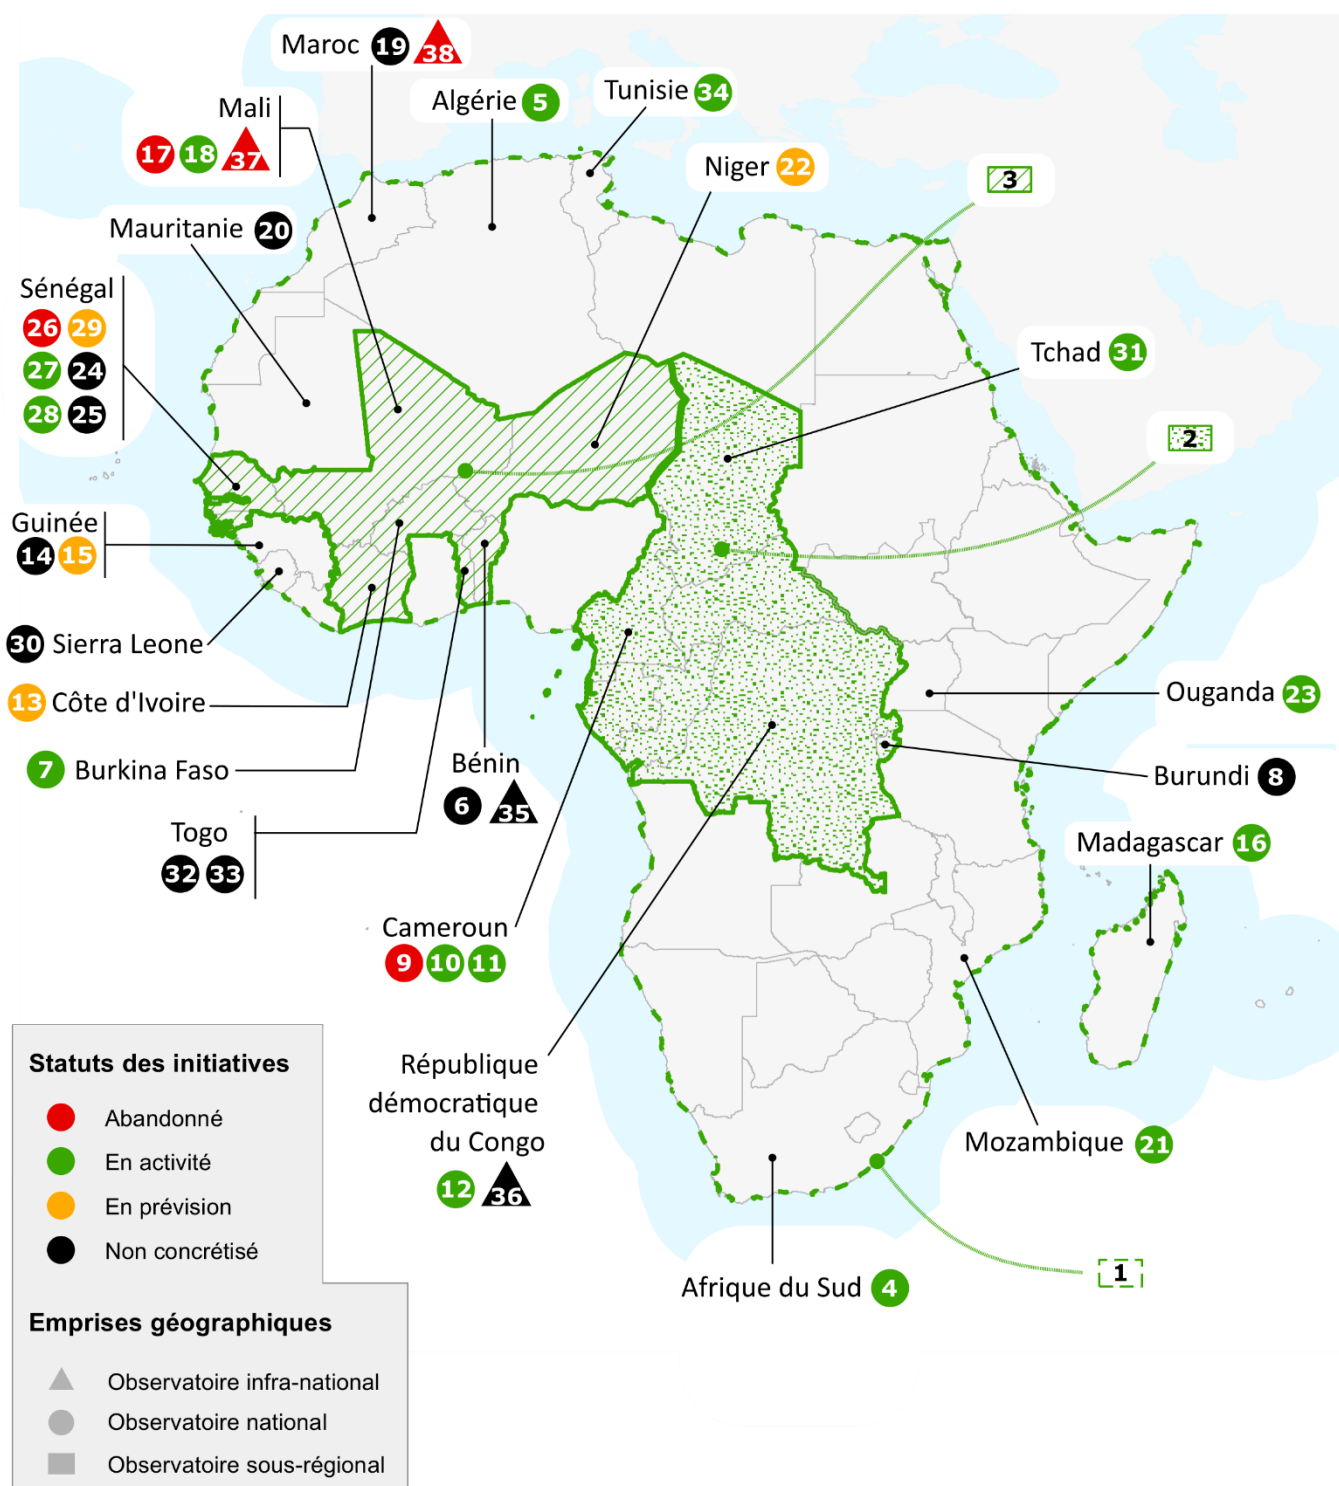 Maroc 19 38
Mali
17 18 37
Algérie 5
Tunisie 34
Niger 22
3
Mauritanie 20
Sénégal
26 29
27 24
28 25
Tchad 31
2
Guinée
14 15
30 Sierra Leone
13 Côte d'Ivoire
7 Burkina Faso
Togo
32 33
Bénin
6 35
Ouganda 23
Burundi 8
Madagascar 16
Cameroun
9 10 11
République
démocratique
du Congo
12 36
Mozambique 21
Afrique du Sud 4
1
Statuts des initiatives
Abandonné
En activité
En prévision
Non concrétisé
Emprises géographiques
Observatoire infra-national
Observatoire national
Observatoire sous-régional